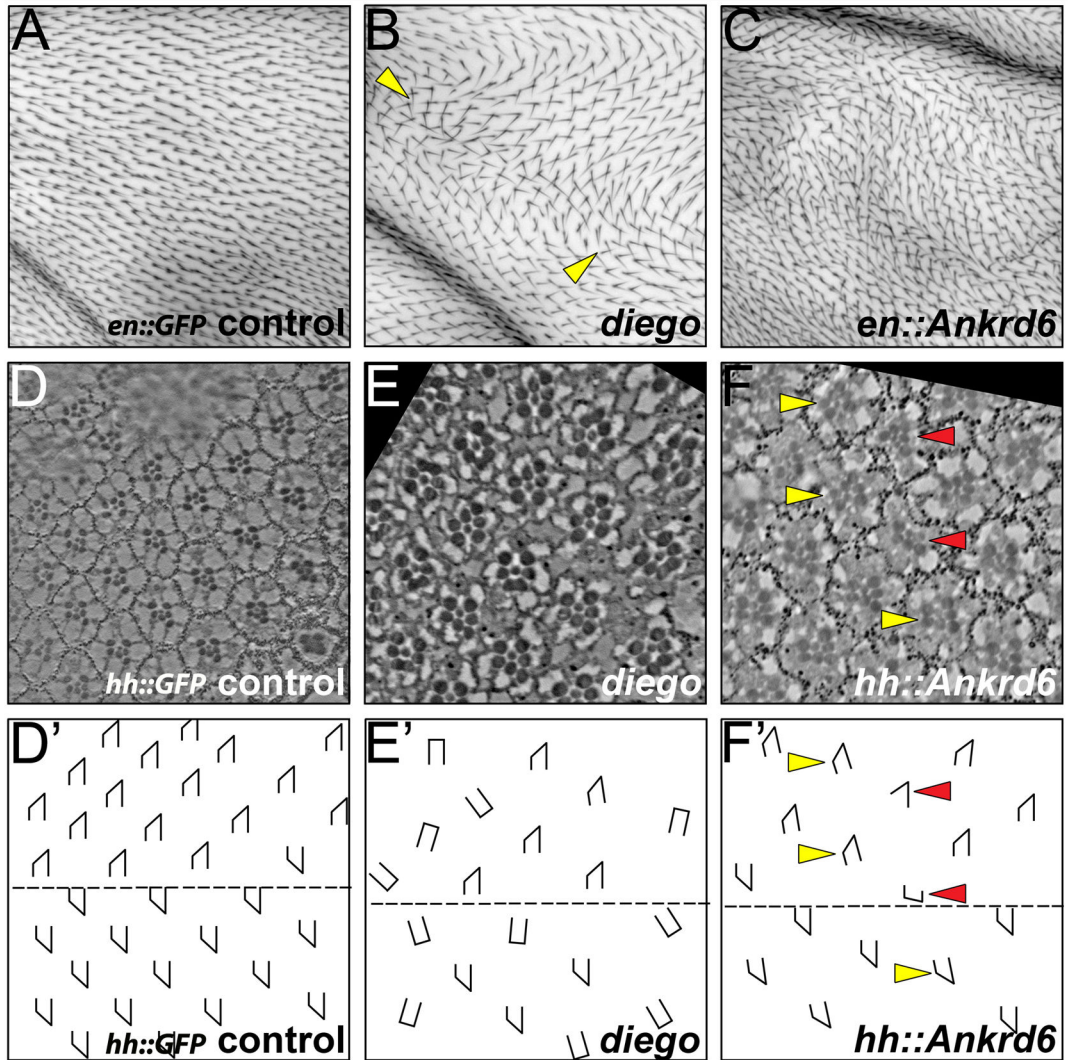 A
en::GFP control
B
diego
C
en::Ankrd6
D
hh::GFP control
E
diego
F
hh::Ankrd6
D'
hh::GFP control
E'
diego
F'
hh::Ankrd6